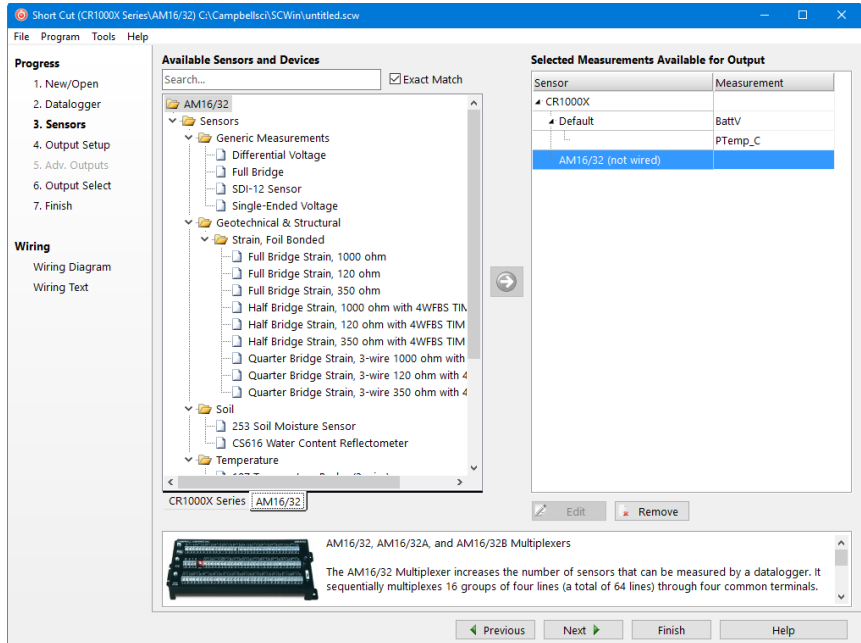 Short Cut (CR1000X Series\AM16/32) C:\Campbellsci\SCWin\untitled.scw
File Program Tools Help
Progress
1. New/Open
2. Datalogger
3. Sensors
4. Output Setup
5. Adv. Outputs
6. Output Select
7. Finish
Wiring
Wiring Diagram
Wiring Text
Available Sensors and Devices
Search...
Exact Match
AM16/32
Sensors
Generic Measurements
Differential Voltage
Full Bridge
SDI-12 Sensor
Single-Ended Voltage
Geotechnical & Structural
Strain, Foil Bonded
Full Bridge Strain, 1000 ohm
Full Bridge Strain, 120 ohm
Full Bridge Strain, 350 ohm
Half Bridge Strain, 1000 ohm with 4WFBS TIM
Half Bridge Strain, 120 ohm with 4WFBS TIM
Half Bridge Strain, 350 ohm with 4WFBS TIM
Quarter Bridge Strain, 3-wire 1000 ohm with
Quarter Bridge Strain, 3-wire 120 ohm with 4
Quarter Bridge Strain, 3-wire 350 ohm with 4
Soil
253 Soil Moisture Sensor
CS616 Water Content Reflectometer
Temperature
CR1000X Series AM16/32
Selected Measurements Available for Output
Sensor Measurement
CR1000X
Default BattV
PTemp_C
AM16/32 (not wired)
Edit Remove
AM16/32, AM16/32A, and AM16/32B Multiplexers
The AM16/32 Multiplexer increases the number of sensors that can be measured by a datalogger. It
sequentially multiplexes 16 groups of four lines (a total of 64 lines) through four common terminals.
Previous Next Finish Help